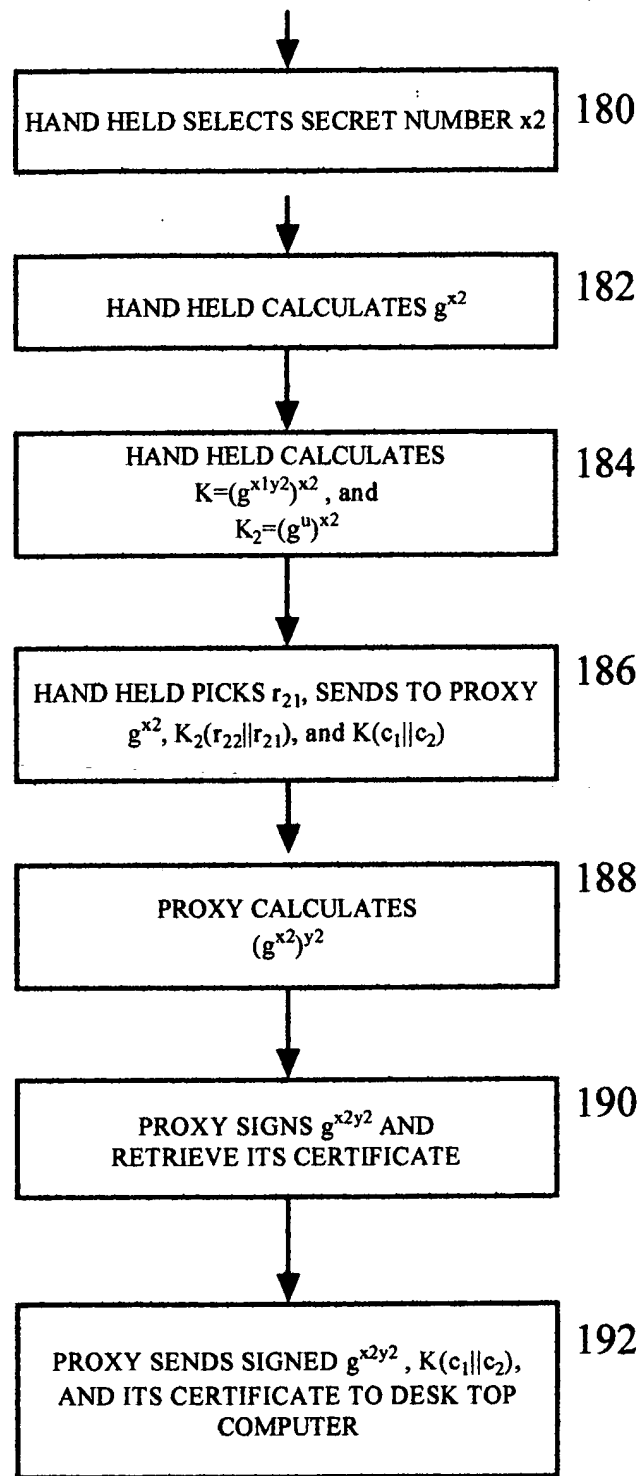 HAND HELD SELECTS SECRET NUMBER x2
180
HAND HELD CALCULATES g^x2
182
HAND HELD CALCULATES
K=(g^x1y2)^x2 , and
K₂=(g^u)^x2
184
HAND HELD PICKS r₂₁, SENDS TO PROXY
g^x2, K₂(r₂₂||r₂₁), and K(c₁||c₂)
186
PROXY CALCULATES
(g^x2)^y2
188
PROXY SIGNS g^x2y2 AND
RETRIEVE ITS CERTIFICATE
190
PROXY SENDS SIGNED g^x2y2 , K(c₁||c₂),
AND ITS CERTIFICATE TO DESK TOP
COMPUTER
192